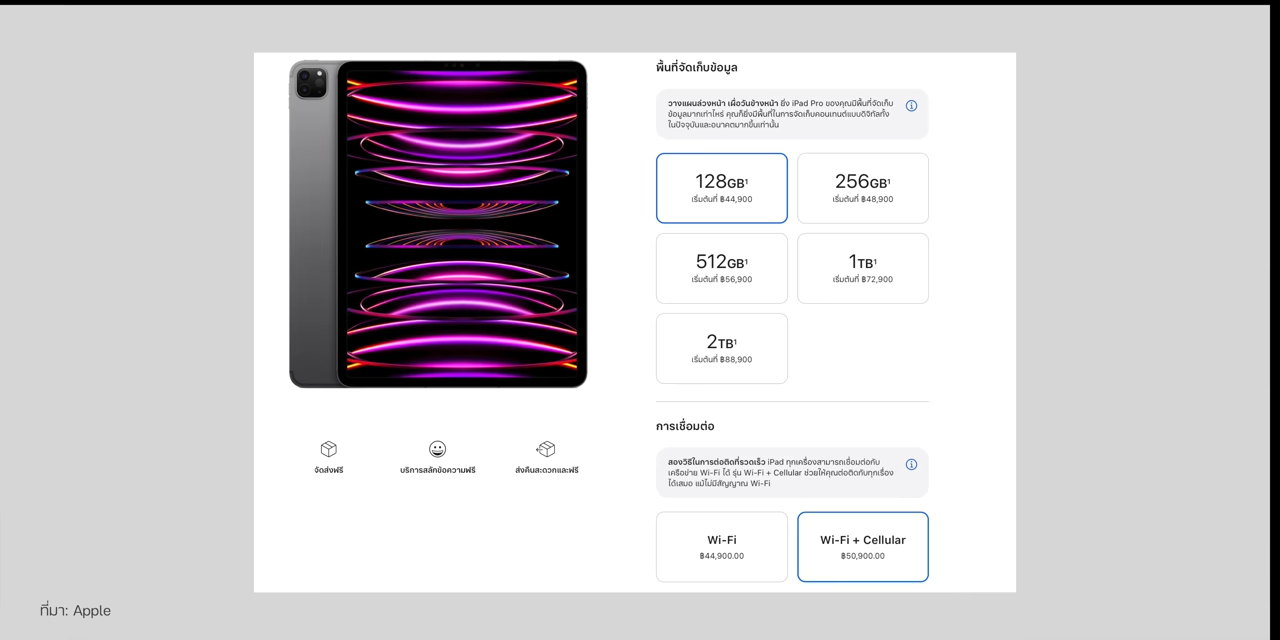 พื้นที่จัดเก็บข้อมูล
วางแผนล่วงหน้า เผื่อวันข้างหน้า ยิ่ง iPad Pro ของคุณมีพื้นที่จัดเก็บ
ข้อมูลมากเท่าไหร่ คุณก็ยิ่งมีพื้นที่ในการจัดเก็บคอนเทนต์แบบดิจิทัลทั้ง
ในปัจจุบันและอนาคตมากขึ้นเท่านั้น
128GB¹
เริ่มต้นที่ ฿44,900
256GB¹
เริ่มต้นที่ ฿48,900
512GB¹
เริ่มต้นที่ ฿56,900
1TB¹
เริ่มต้นที่ ฿72,900
2TB¹
เริ่มต้นที่ ฿88,900
การเชื่อมต่อ
สองวิธีในการต่อติดที่รวดเร็ว iPad ทุกเครื่องสามารถเชื่อมต่อกับ
เครือข่าย Wi-Fi ได้ รุ่น Wi-Fi + Cellular ช่วยให้คุณต่อติดกับทุกเรื่อง
ได้เสมอ แม้ไม่มีสัญญาณ Wi-Fi
Wi-Fi
฿44,900.00
Wi-Fi + Cellular
฿50,900.00
จัดส่งฟรี
บริการสลักข้อความฟรี
ส่งคืนสะดวกและฟรี
ที่มา: Apple